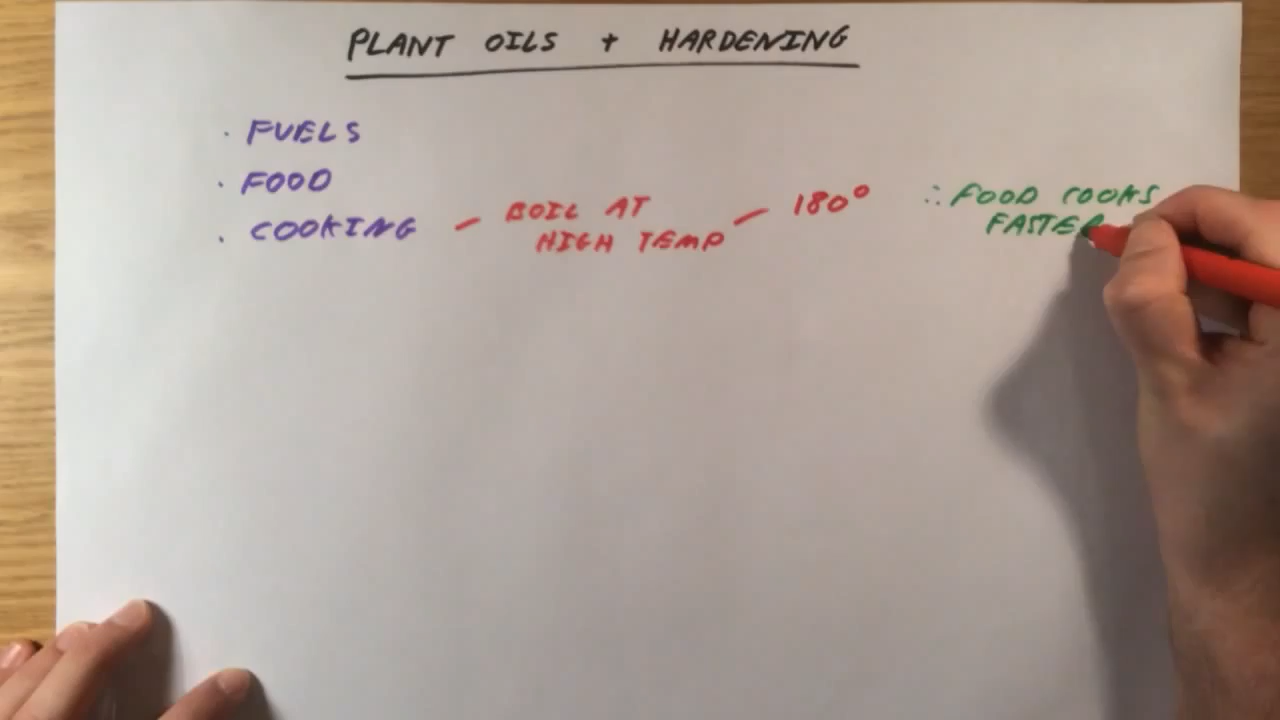 PLANT OILS + HARDENING
· FUELS
· FOOD
· COOKING – BOIL AT – 180° ∴ FOOD COOKS
HIGH TEMP FASTER